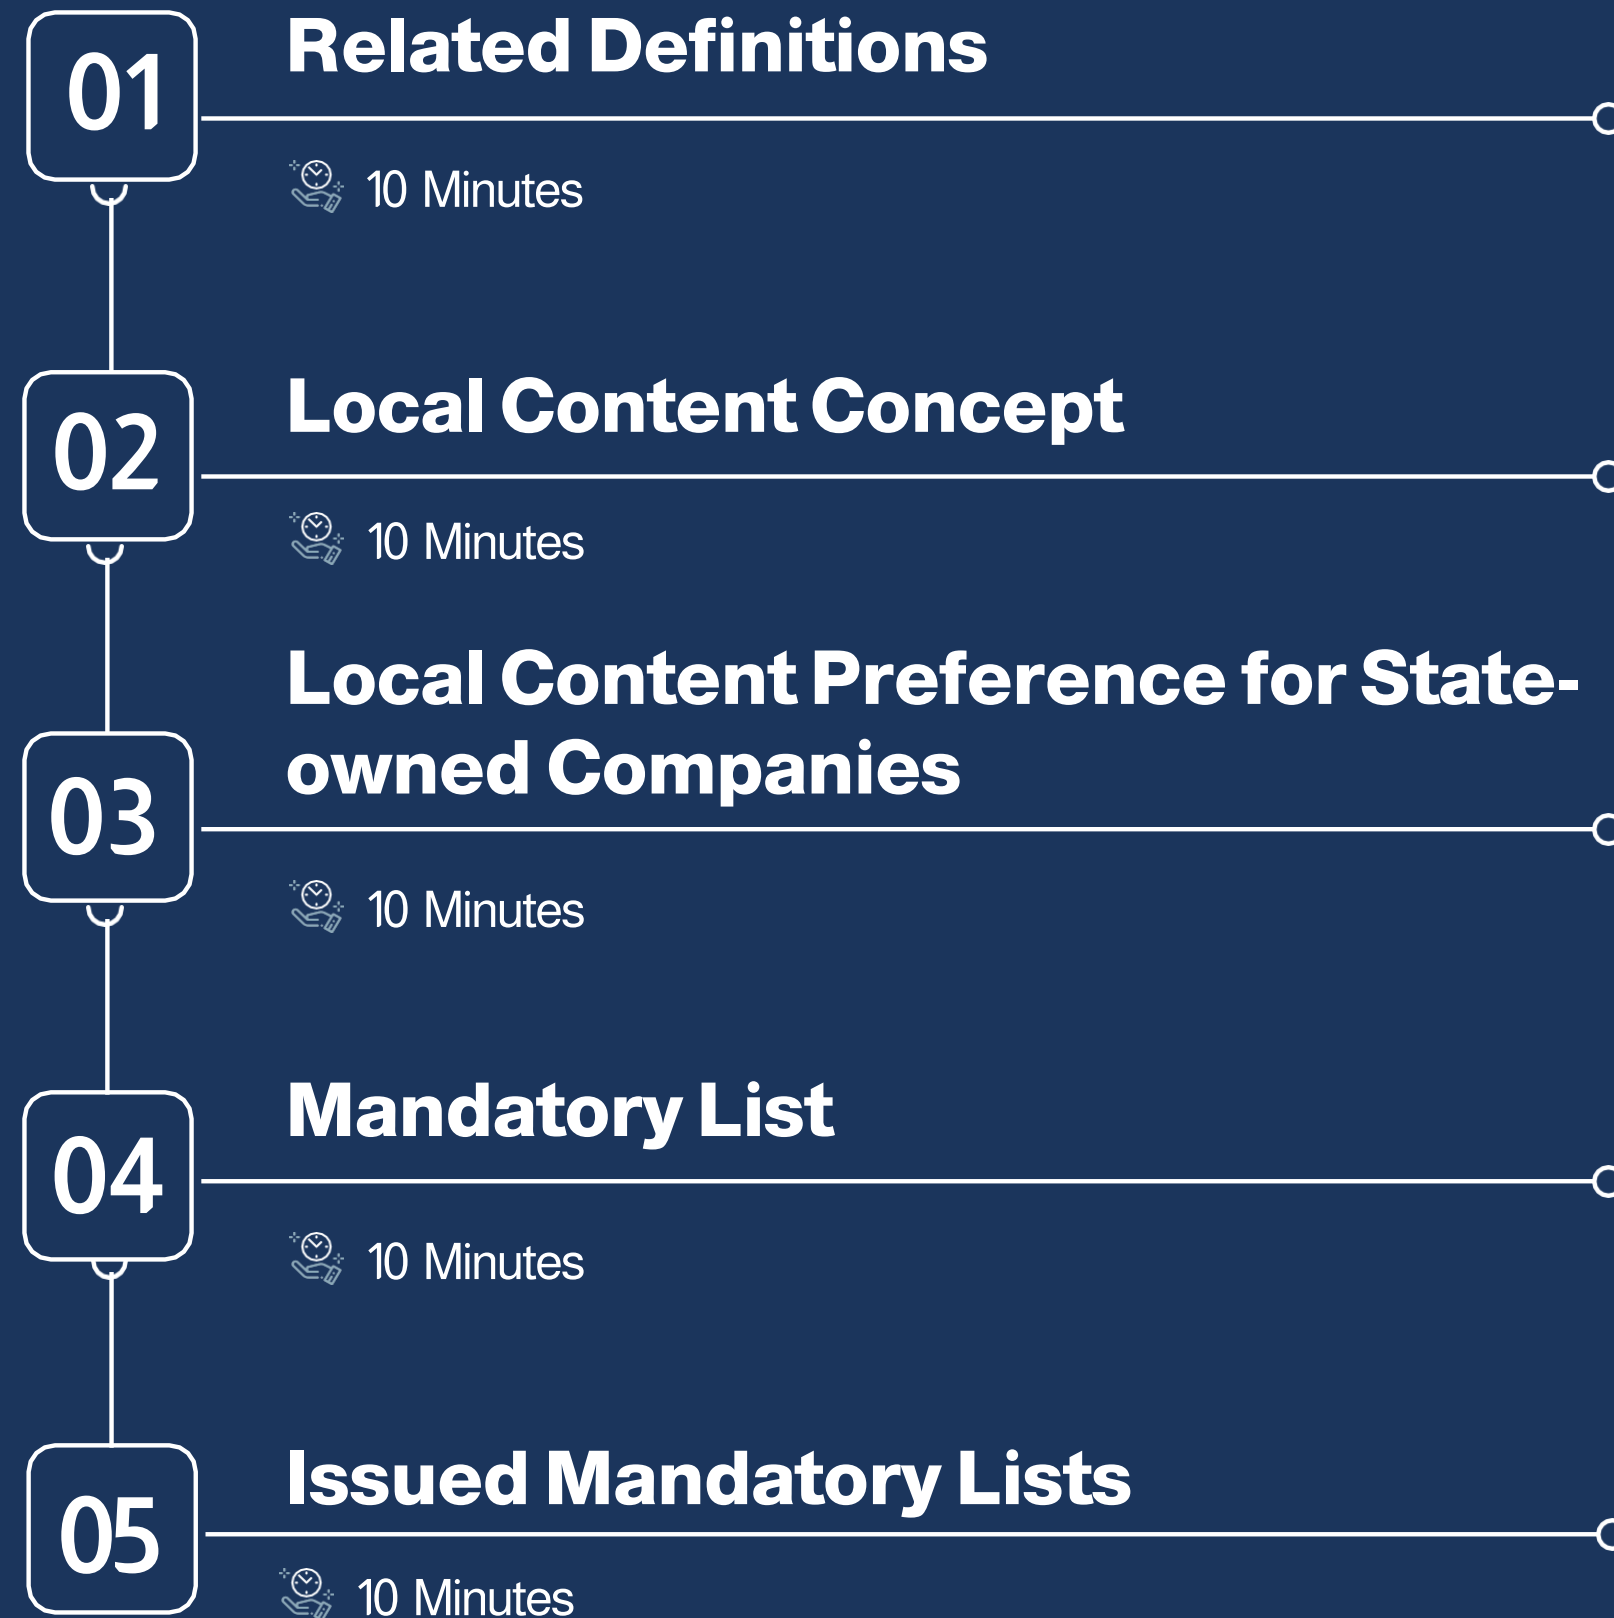 01
Related Definitions
10 Minutes
02
Local Content Concept
10 Minutes
Local Content Preference for State-
owned Companies
03
10 Minutes
04
Mandatory List
10 Minutes
05
Issued Mandatory Lists
10 Minutes